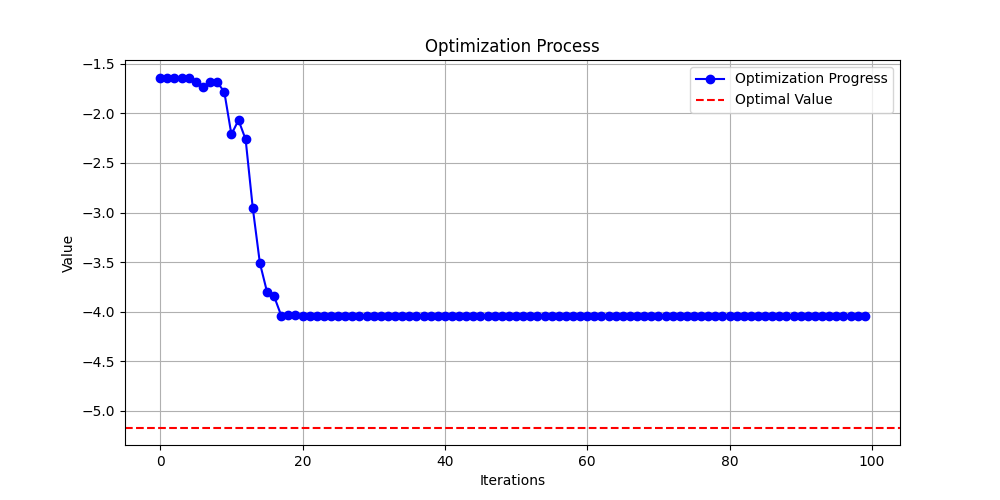 Optimization Process
Optimization Progress
Optimal Value
Value
−1.5
−2.0
−2.5
−3.0
−3.5
−4.0
−4.5
−5.0
0 20 40 60 80 100
Iterations